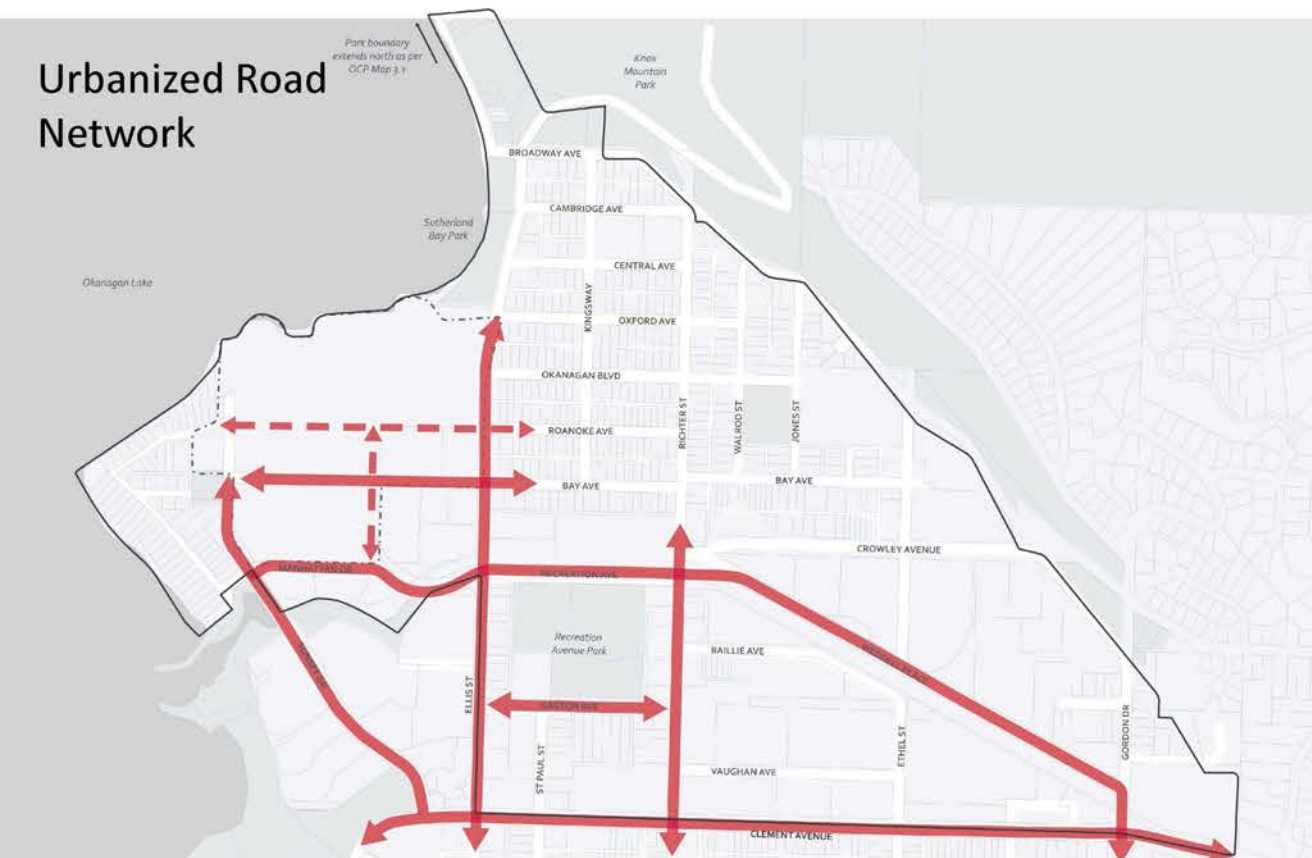 Urbanized Road
Network
Park boundary
extends north as per
OCP Map 3.1
Knox
Mountain
Park
BROADWAY AVE
CAMBRIDGE AVE
Sutherland
Bay Park
Okanagan Lake
CENTRAL AVE
KINGSWAY
OXFORD AVE
OKANAGAN BLVD
RICHTER ST
WALROD ST
JONES ST
ROANOKE AVE
BAY AVE
BAY AVE
CROWLEY AVENUE
MANHATTAN DR
RECREATION AVE
Recreation
Avenue Park
BAILLIE AVE
WEDDELL PLACE
ELLIS ST
GASTON AVE
ST PAUL ST
ETHEL ST
GORDON DR
VAUGHAN AVE
CLEMENT AVENUE